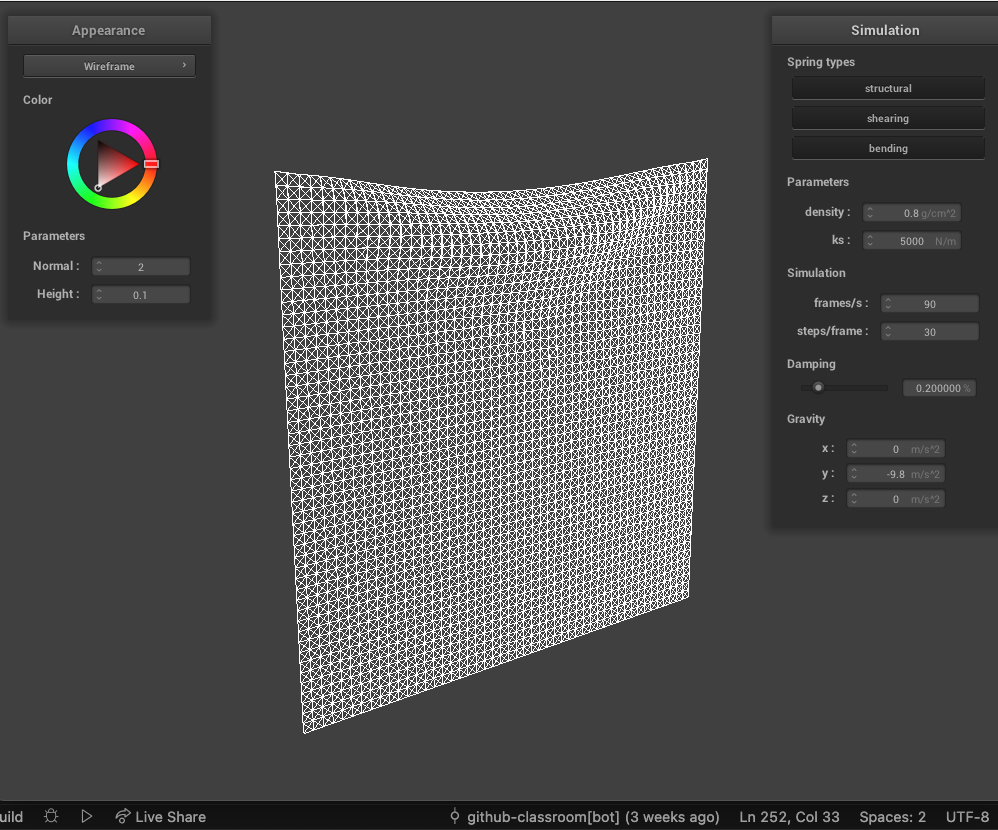 Appearance
Wireframe
Color
Parameters
Normal : 2
Height : 0.1
Simulation
Spring types
structural
shearing
bending
Parameters
density : 0.8 g/cm^2
ks : 5000 N/m
Simulation
frames/s : 90
steps/frame : 30
Damping
0.200000 %
Gravity
x : 0 m/s^2
y : -9.8 m/s^2
z : 0 m/s^2
uild Live Share github-classroom[bot] (3 weeks ago) Ln 252, Col 33 Spaces: 2 UTF-8